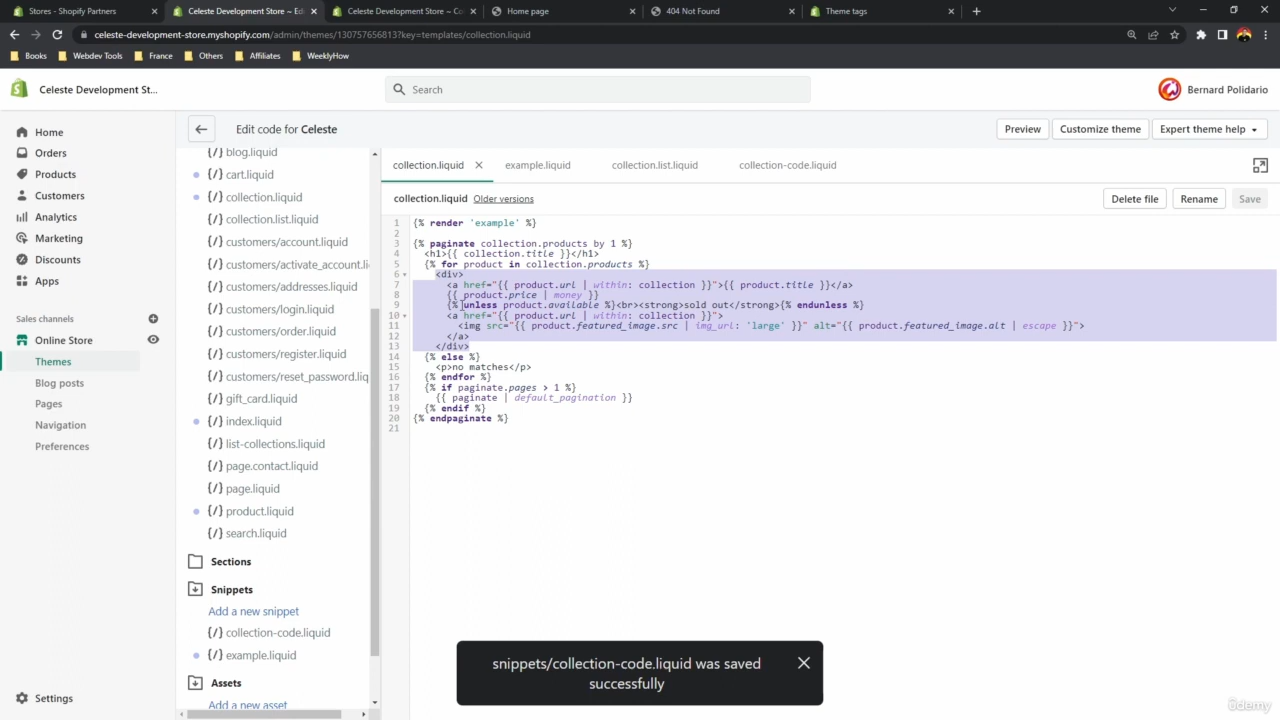 Stores - Shopify Partners
Celeste Development Store ~ Edi
Celeste Development Store ~ Co
Home page
404 Not Found
Theme tags
celeste-development-store.myshopify.com/admin/themes/130757656813?key=templates/collection.liquid
Books
Webdev Tools
France
Others
Affiliates
WeeklyHow
Celeste Development St...
Search
Bernard Polidario
Home
Orders
Products
Customers
Analytics
Marketing
Discounts
Apps
Sales channels
Online Store
Themes
Blog posts
Pages
Navigation
Preferences
Settings
Edit code for Celeste
Preview
Customize theme
Expert theme help
{/} blog.liquid
{/} cart.liquid
{/} collection.liquid
{/} collection.list.liquid
{/} customers/account.liquid
{/} customers/activate_account.li
{/} customers/addresses.liquid
{/} customers/login.liquid
{/} customers/order.liquid
{/} customers/register.liquid
{/} customers/reset_password.liq
{/} gift_card.liquid
{/} index.liquid
{/} list-collections.liquid
{/} page.contact.liquid
{/} page.liquid
{/} product.liquid
{/} search.liquid
Sections
Snippets
Add a new snippet
{/} collection-code.liquid
{/} example.liquid
Assets
Add a new asset
collection.liquid
example.liquid
collection.list.liquid
collection-code.liquid
collection.liquid Older versions
Delete file
Rename
Save
1 {% render 'example' %}
2
3 {% paginate collection.products by 1 %}
4 <h1>{{ collection.title }}</h1>
5 {% for product in collection.products %}
6 <div>
7 <a href="{{ product.url | within: collection }}">{{ product.title }}</a>
8 {{ product.price | money }}
9 {% unless product.available %}<br><strong>sold out</strong>{% endunless %}
10 <a href="{{ product.url | within: collection }}">
11 <img src="{{ product.featured_image.src | img_url: 'large' }}" alt="{{ product.featured_image.alt | escape }}">
12 </a>
13 </div>
14 {% else %}
15 <p>no matches</p>
16 {% endfor %}
17 {% if paginate.pages > 1 %}
18 {{ paginate | default_pagination }}
19 {% endif %}
20 {% endpaginate %}
21
snippets/collection-code.liquid was saved
successfully
ûdemy